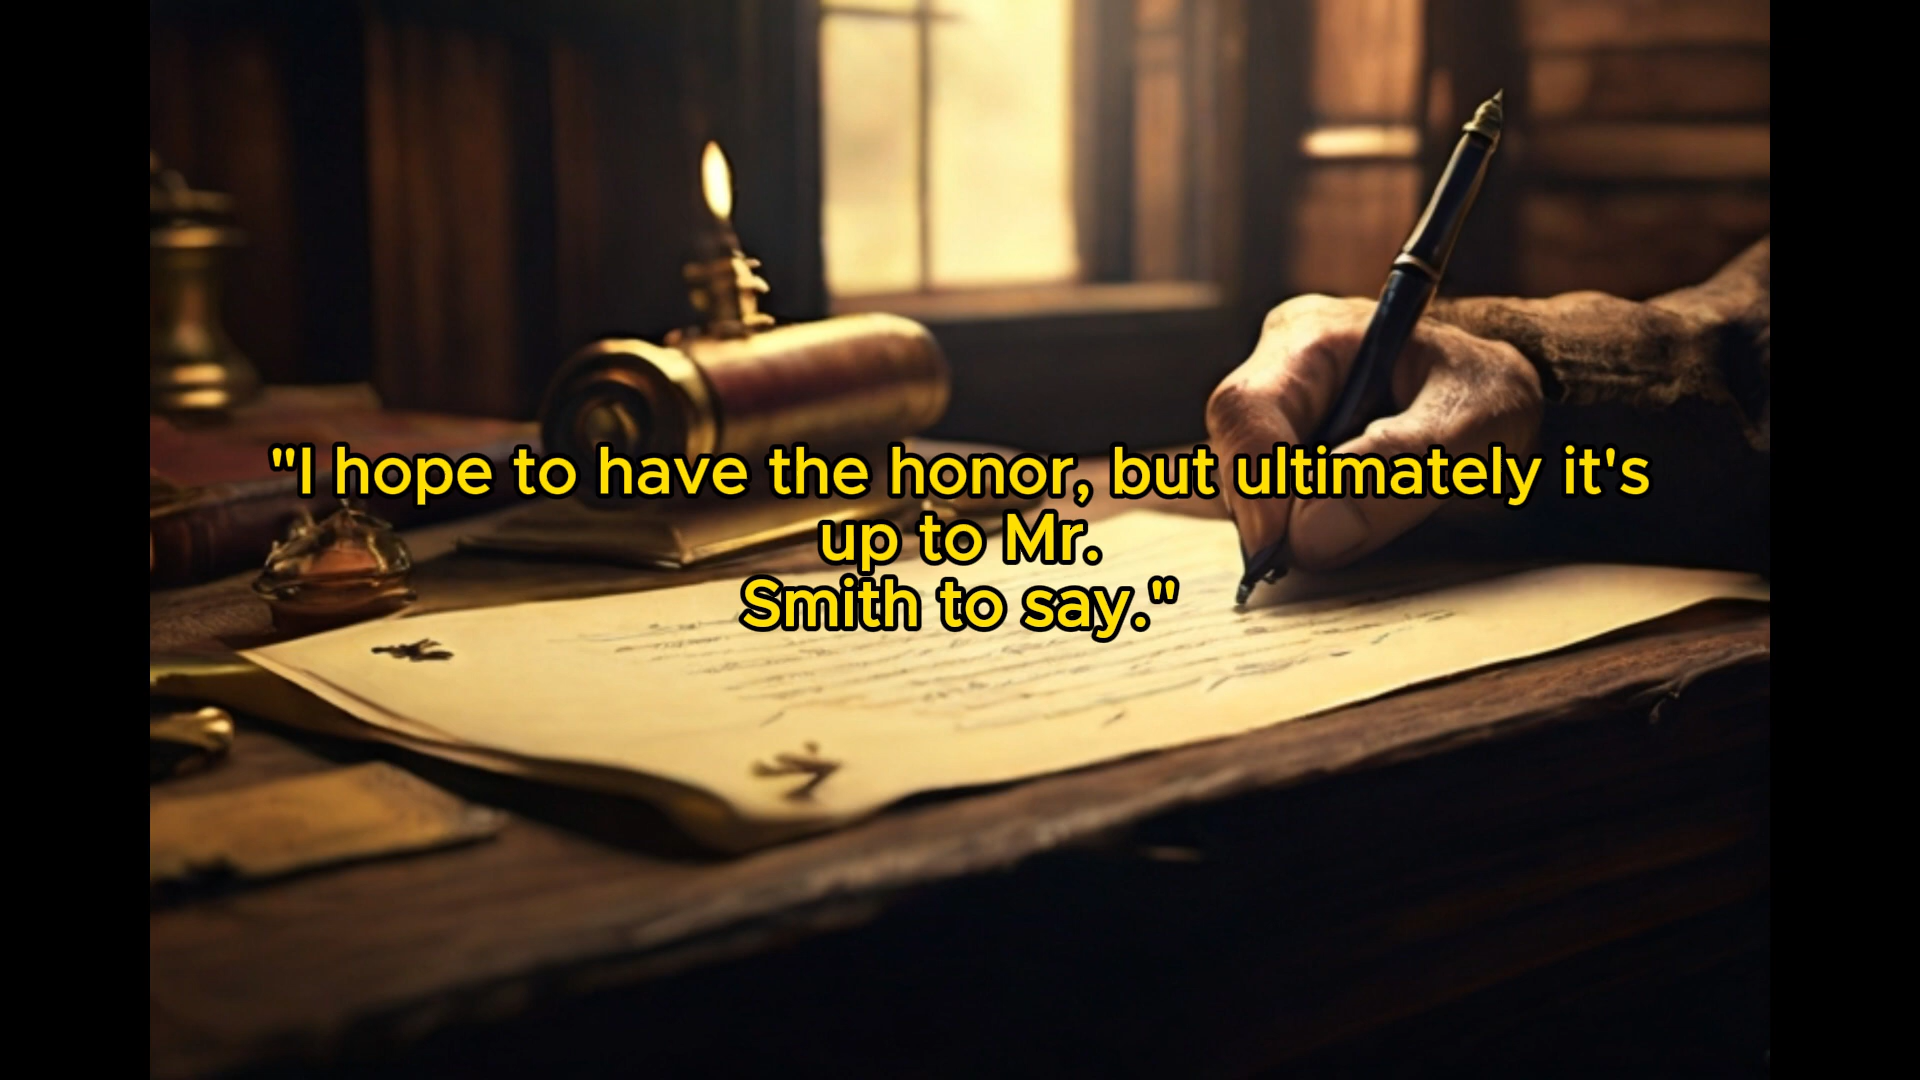 "I hope to have the honor, but ultimately it's
up to Mr.
Smith to say."